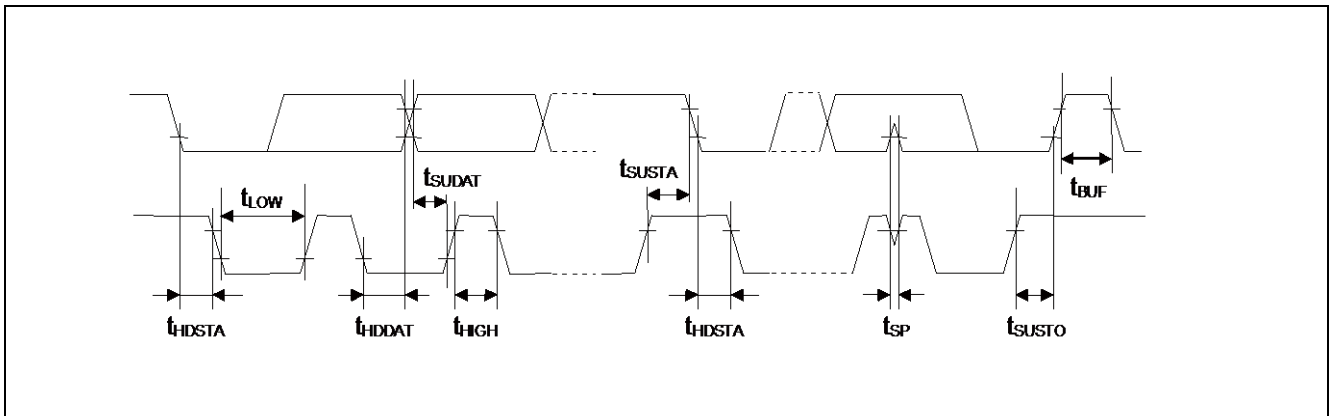 tSUDAT
tSUSTA
tLOW
tBUF
tHDSTA
tHDDAT
tHIGH
tHDSTA
tSP
tSUSTO